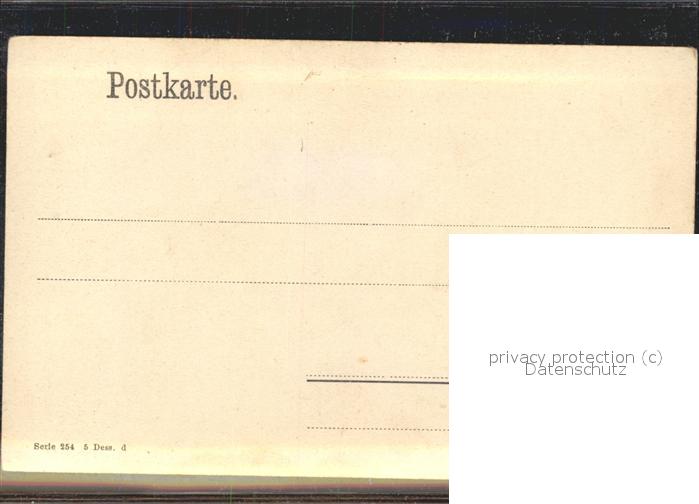 Postkarte.
privacy protection (c)
Datenschutz
Serie 254 5 Dess. d